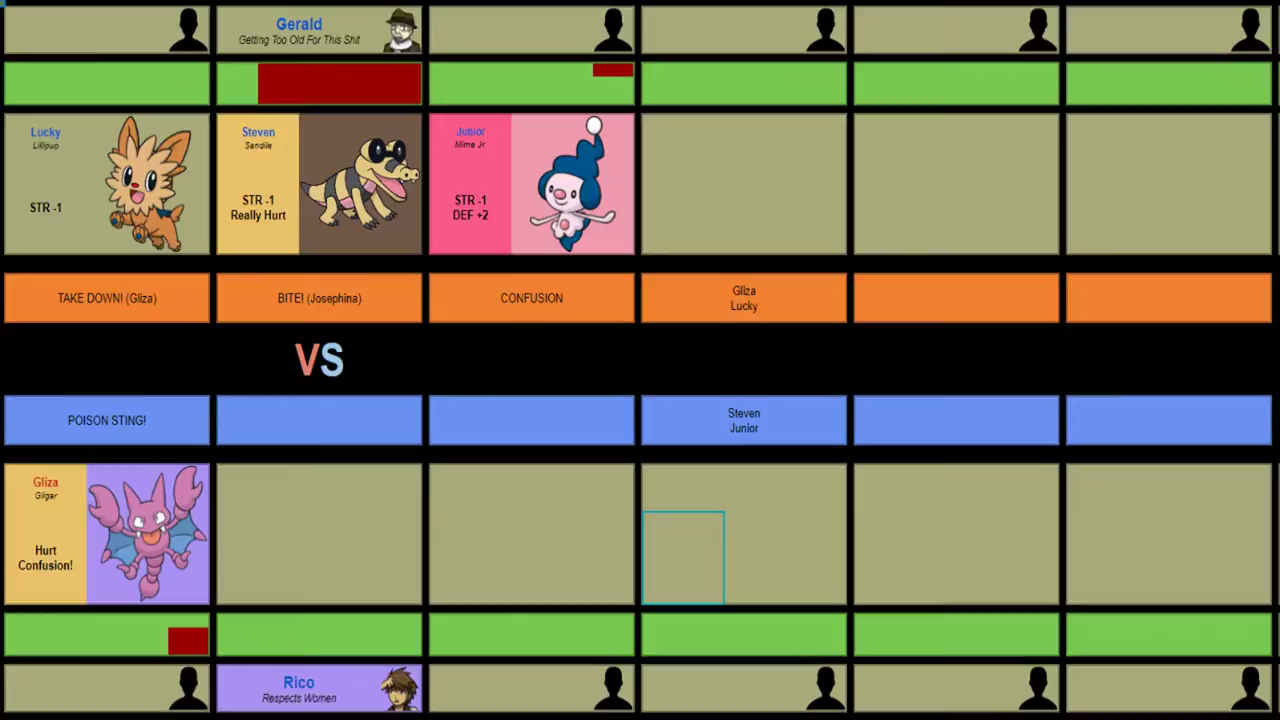 Gerald
Getting Too Old For This Shit
Lucky
Lillipup
STR -1
Steven
Sandile
STR -1
Really Hurt
Junior
Mime Jr
STR -1
DEF +2
TAKE DOWN! (Gliza)
BITE! (Josephina)
CONFUSION
Gliza
Lucky
VS
POISON STING!
Steven
Junior
Gliza
Gligar
Hurt
Confusion!
Rico
Respects Women